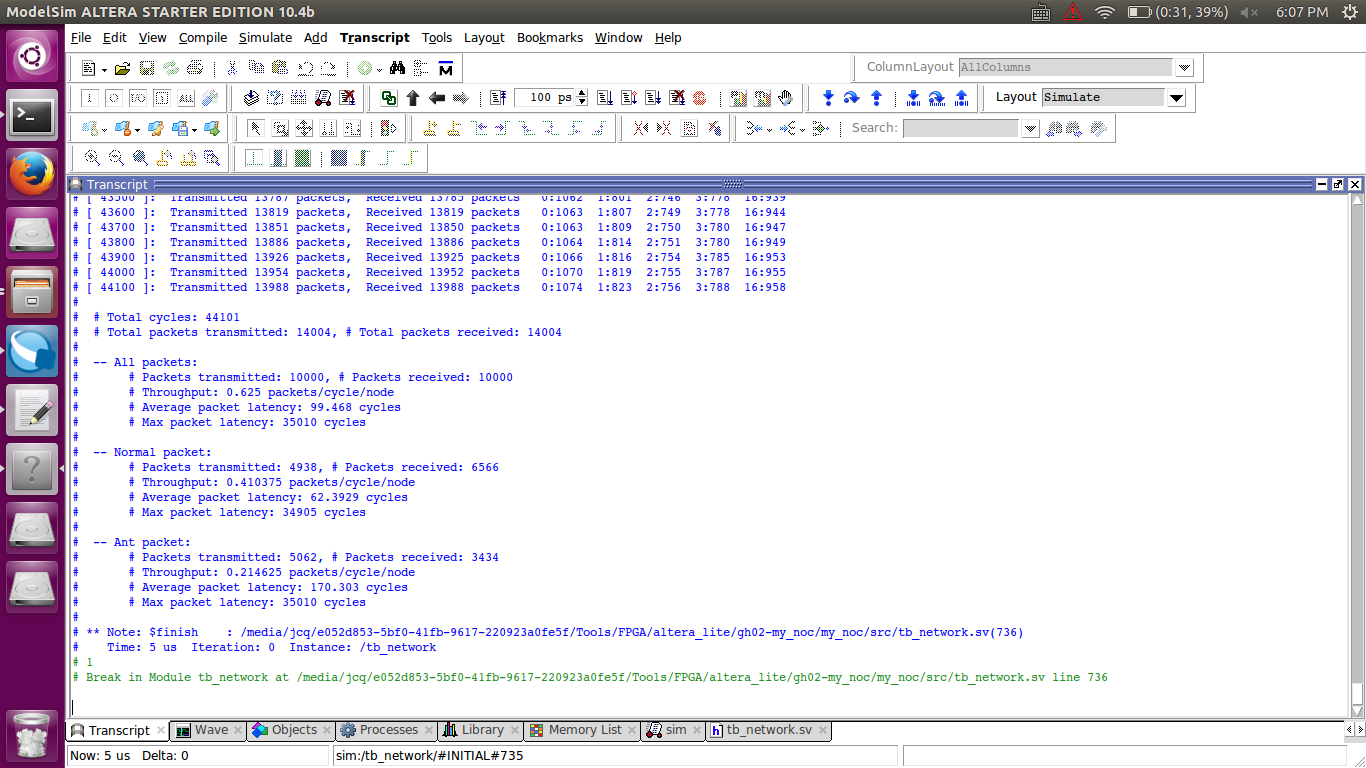 ModelSim ALTERA STARTER EDITION 10.4b
(0:31, 39%)
6:07 PM
File Edit View Compile Simulate Add Transcript Tools Layout Bookmarks Window Help
ColumnLayout AllColumns
100 ps
Layout Simulate
Search:
Transcript
# [ 43500 ]:  Transmitted 13787 packets,  Received 13785 packets   0:1062  1:801  2:746  3:778  16:939
# [ 43600 ]:  Transmitted 13819 packets,  Received 13819 packets   0:1063  1:807  2:749  3:778  16:944
# [ 43700 ]:  Transmitted 13851 packets,  Received 13850 packets   0:1063  1:809  2:750  3:780  16:947
# [ 43800 ]:  Transmitted 13886 packets,  Received 13886 packets   0:1064  1:814  2:751  3:780  16:949
# [ 43900 ]:  Transmitted 13926 packets,  Received 13925 packets   0:1066  1:816  2:754  3:785  16:953
# [ 44000 ]:  Transmitted 13954 packets,  Received 13952 packets   0:1070  1:819  2:755  3:787  16:955
# [ 44100 ]:  Transmitted 13988 packets,  Received 13988 packets   0:1074  1:823  2:756  3:788  16:958
#
#  # Total cycles: 44101
#  # Total packets transmitted: 14004, # Total packets received: 14004
#
#  -- All packets:
#       # Packets transmitted: 10000, # Packets received: 10000
#       # Throughput: 0.625 packets/cycle/node
#       # Average packet latency: 99.468 cycles
#       # Max packet latency: 35010 cycles
#
#  -- Normal packet:
#       # Packets transmitted: 4938, # Packets received: 6566
#       # Throughput: 0.410375 packets/cycle/node
#       # Average packet latency: 62.3929 cycles
#       # Max packet latency: 34905 cycles
#
#  -- Ant packet:
#       # Packets transmitted: 5062, # Packets received: 3434
#       # Throughput: 0.214625 packets/cycle/node
#       # Average packet latency: 170.303 cycles
#       # Max packet latency: 35010 cycles
#
# ** Note: $finish    : /media/jcq/e052d853-5bf0-41fb-9617-220923a0fe5f/Tools/FPGA/altera_lite/gh02-my_noc/my_noc/src/tb_network.sv(736)
#    Time: 5 us  Iteration: 0  Instance: /tb_network
# 1
# Break in Module tb_network at /media/jcq/e052d853-5bf0-41fb-9617-220923a0fe5f/Tools/FPGA/altera_lite/gh02-my_noc/my_noc/src/tb_network.sv line 736
Transcript Wave Objects Processes Library Memory List sim tb_network.sv
Now: 5 us  Delta: 0
sim:/tb_network/#INITIAL#735